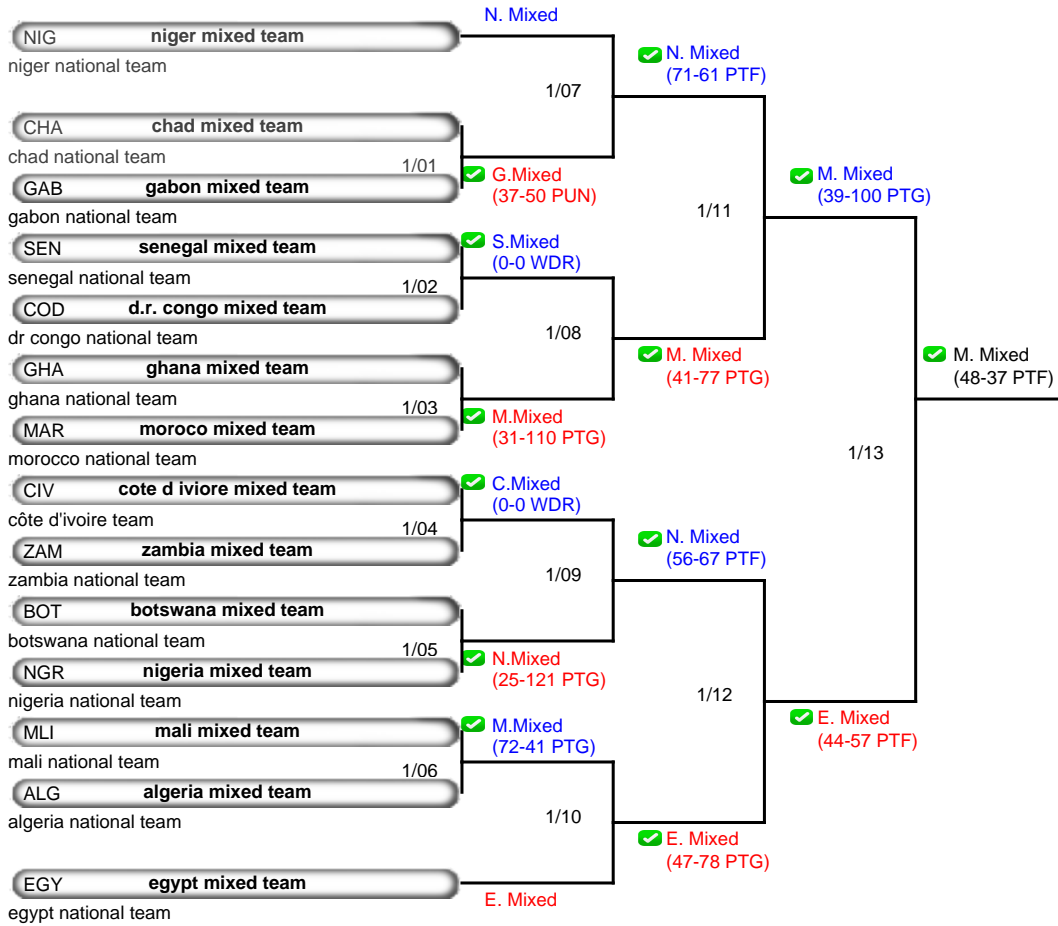 N. Mixed
NIG niger mixed team
niger national team
N. Mixed
(71-61 PTF)
1/07
CHA chad mixed team
chad national team
1/01
GAB gabon mixed team
gabon national team
G.Mixed
(37-50 PUN)
M. Mixed
(39-100 PTG)
1/11
SEN senegal mixed team
senegal national team
S.Mixed
(0-0 WDR)
1/02
COD d.r. congo mixed team
dr congo national team
1/08
GHA ghana mixed team
ghana national team
M. Mixed
(41-77 PTG)
M. Mixed
(48-37 PTF)
1/03
MAR moroco mixed team
morocco national team
M.Mixed
(31-110 PTG)
1/13
CIV cote d iviore mixed team
côte d'ivoire team
C.Mixed
(0-0 WDR)
1/04
ZAM zambia mixed team
zambia national team
N. Mixed
(56-67 PTF)
1/09
BOT botswana mixed team
botswana national team
1/05
NGR nigeria mixed team
nigeria national team
N.Mixed
(25-121 PTG)
1/12
MLI mali mixed team
mali national team
M.Mixed
(72-41 PTG)
E. Mixed
(44-57 PTF)
1/06
ALG algeria mixed team
algeria national team
1/10
E. Mixed
(47-78 PTG)
EGY egypt mixed team
egypt national team
E. Mixed